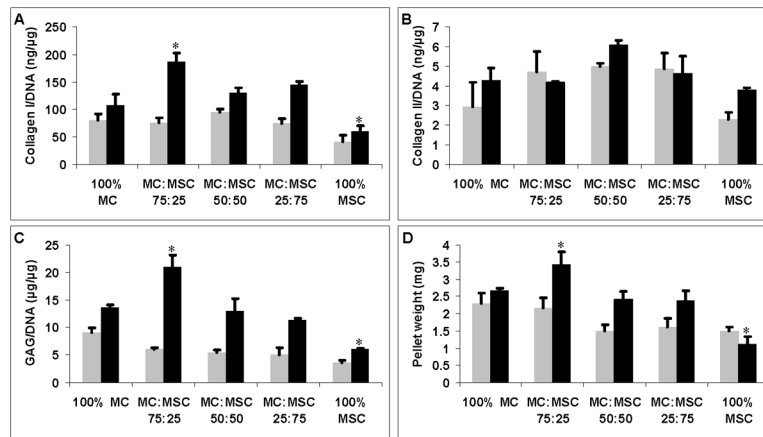 A
Collagen II/DNA (ng/µg)
250
200
150
100
50
0
*
*
100% MC
MC:MSC 75:25
MC:MSC 50:50
MC:MSC 25:75
100% MSC
B
Collagen II/DNA (ng/µg)
7
6
5
4
3
2
1
0
100% MC
MC:MSC 75:25
MC:MSC 50:50
MC:MSC 25:75
100% MSC
C
GAG/DNA (µg/µg)
25
20
15
10
5
0
*
*
100% MC
MC:MSC 75:25
MC:MSC 50:50
MC:MSC 25:75
100% MSC
D
Pellet weight (mg)
4
3.5
3
2.5
2
1.5
1
0.5
0
*
*
100% MC
MC:MSC 75:25
MC:MSC 50:50
MC:MSC 25:75
100% MSC